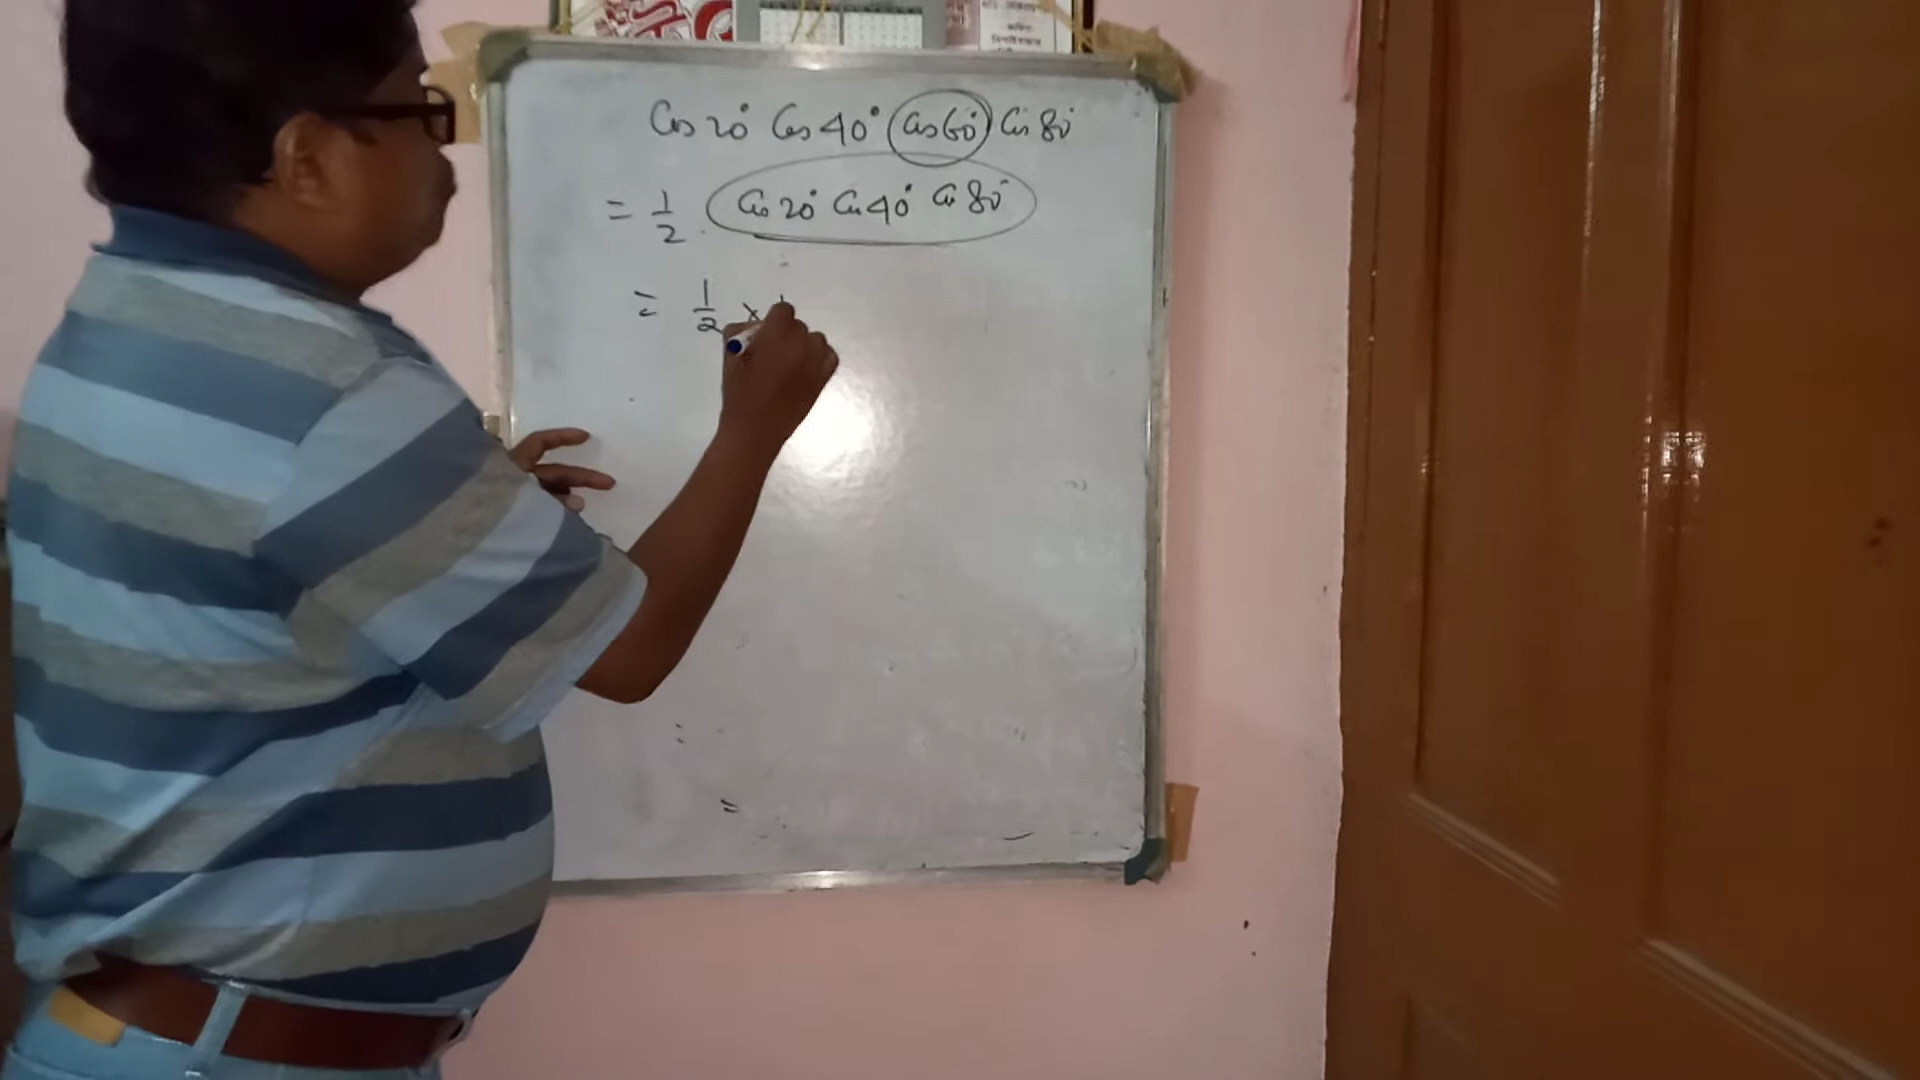 Cos 20° Cos 40° Cos 60° Cos 80°
= 1/2 . Cos 20° Cos 40° Cos 80°
= 1/2 ×